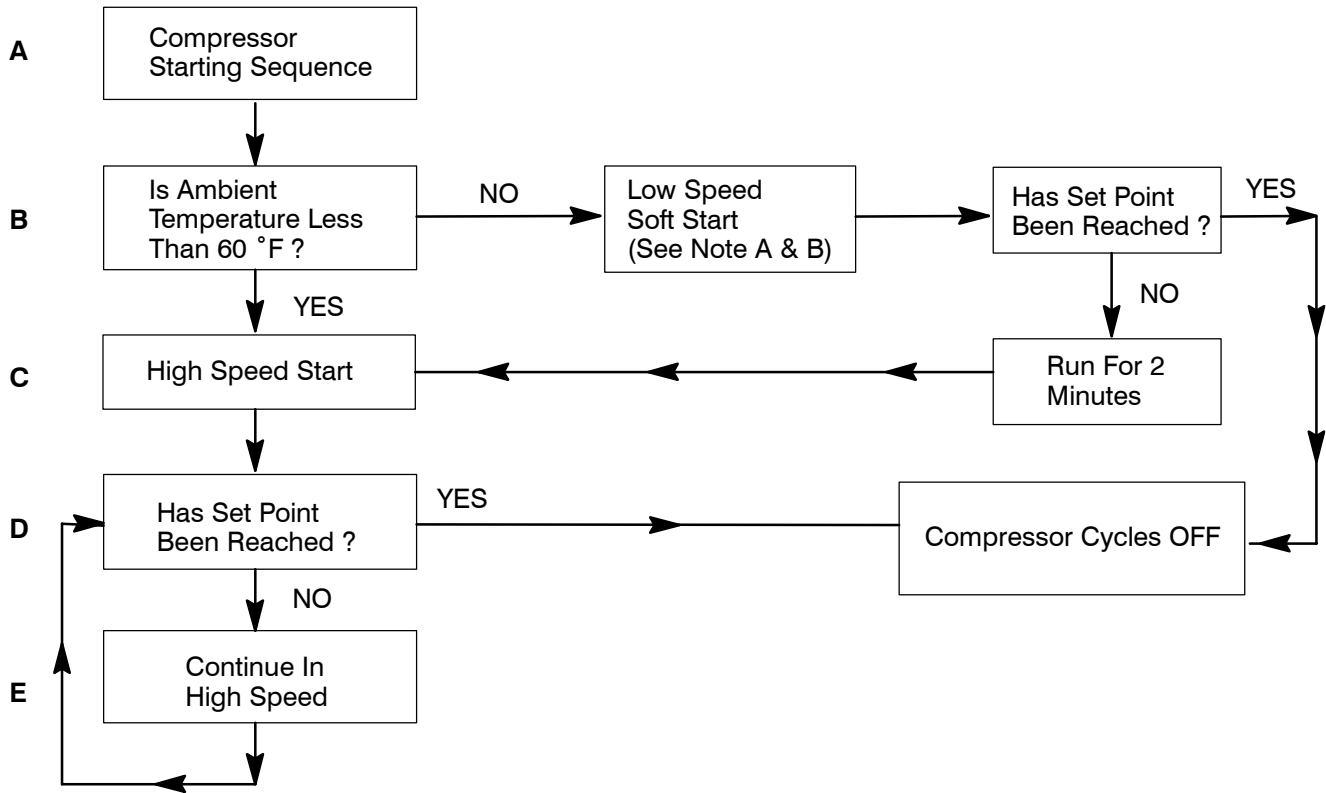 A
Compressor
Starting Sequence
B
Is Ambient
Temperature Less
Than 60 °F ?
NO
Low Speed
Soft Start
(See Note A & B)
Has Set Point
Been Reached ?
YES
YES
NO
C
High Speed Start
Run For 2
Minutes
D
Has Set Point
Been Reached ?
YES
Compressor Cycles OFF
NO
E
Continue In
High Speed